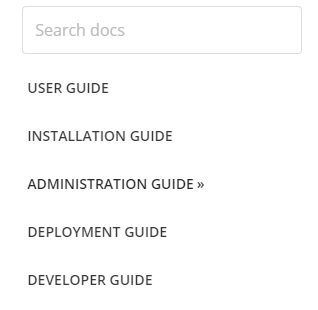 Search docs
USER GUIDE
INSTALLATION GUIDE
ADMINISTRATION GUIDE »
DEPLOYMENT GUIDE
DEVELOPER GUIDE